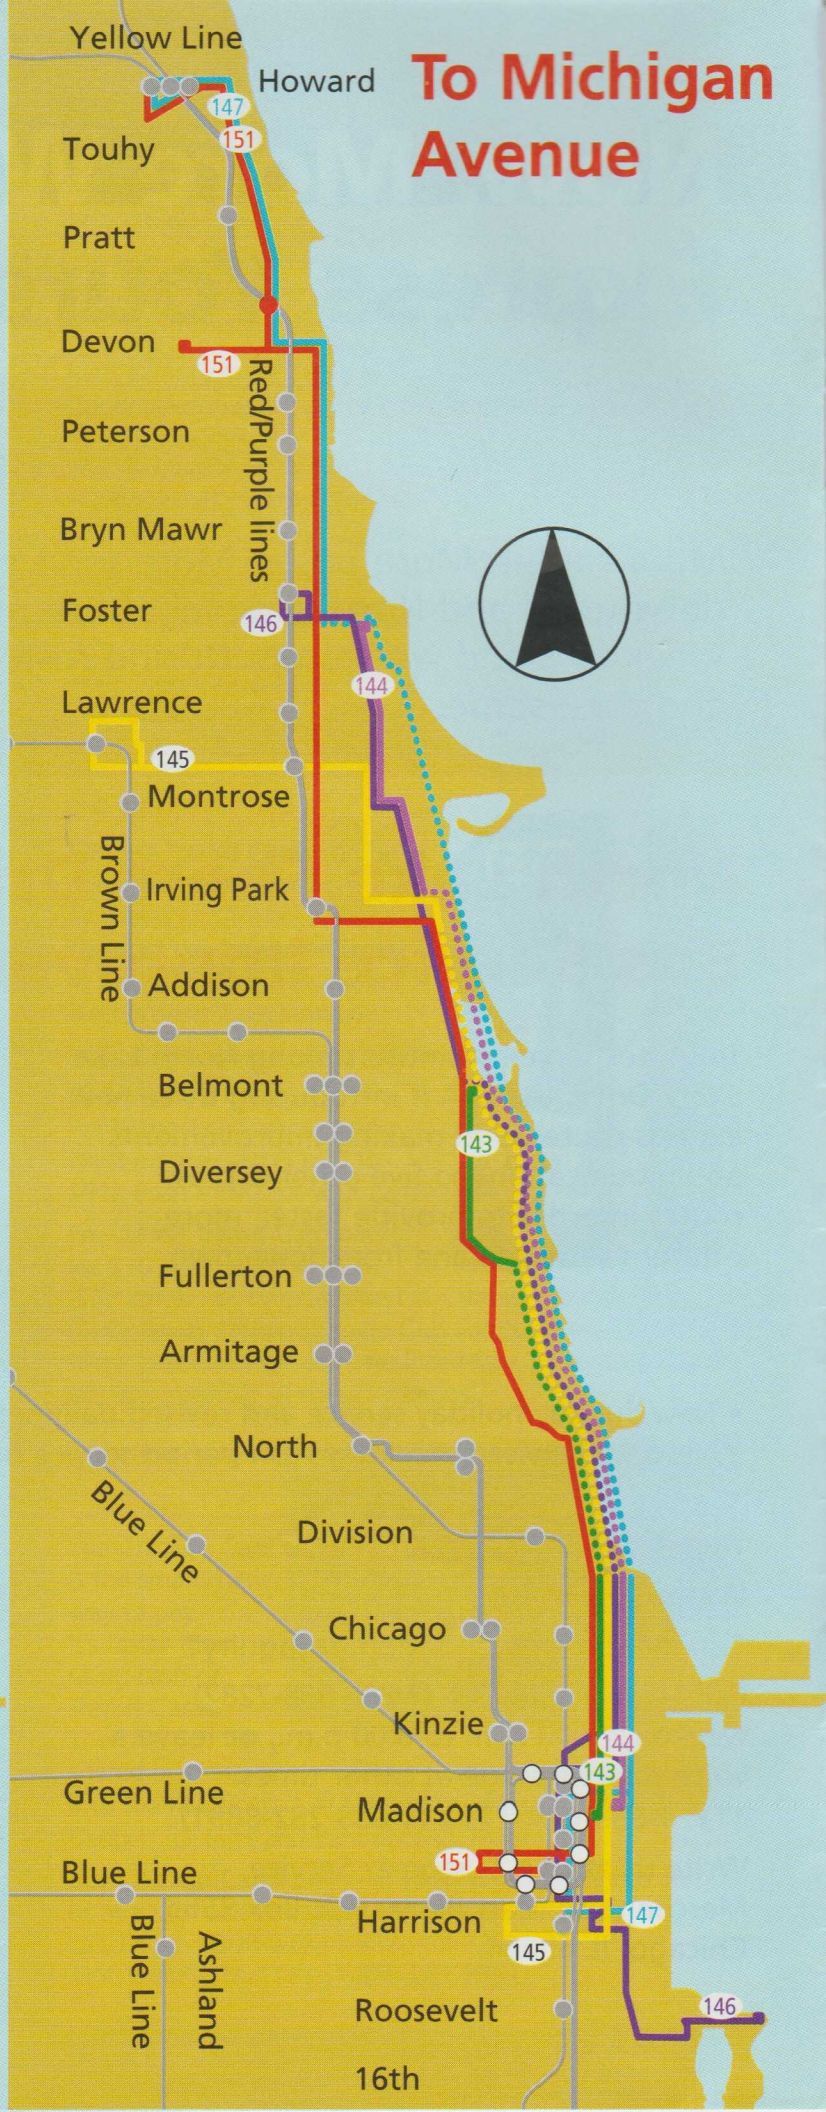 Yellow Line
Howard
To Michigan
Avenue
147
151
Touhy
Pratt
Devon
151
Red/Purple lines
Peterson
Bryn Mawr
Foster
146
144
Lawrence
145
Montrose
Brown Line
Irving Park
Addison
Belmont
143
Diversey
Fullerton
Armitage
North
Blue Line
Division
Chicago
Kinzie
144
143
Green Line
Madison
151
Blue Line
Harrison
147
Blue Line
Ashland
145
Roosevelt
146
16th